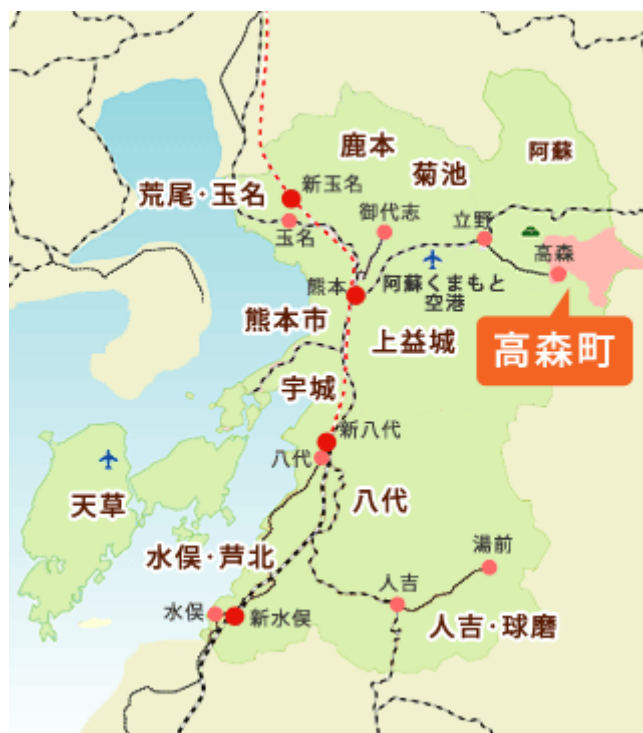 鹿本
菊池
阿蘇
荒尾・玉名
新玉名
玉名
御代志
立野
高森
熊本
阿蘇くまもと
空港
熊本市
上益城
高森町
宇城
新八代
八代
八代
天草
水俣・芦北
湯前
人吉
水俣
新水俣
人吉・球磨